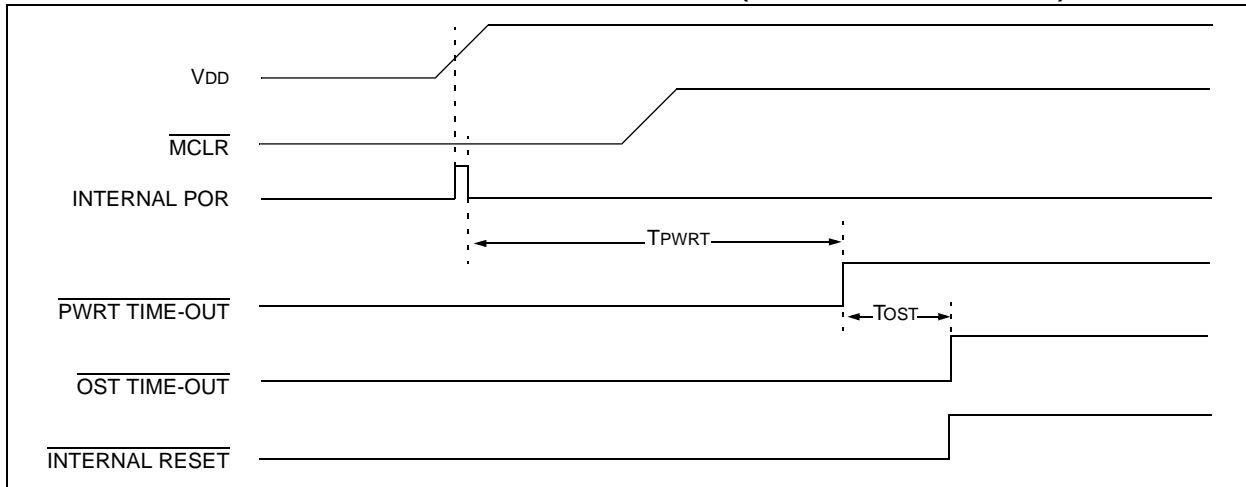 VDD
MCLR
INTERNAL POR
TPWRT
PWRT TIME-OUT
TOST
OST TIME-OUT
INTERNAL RESET